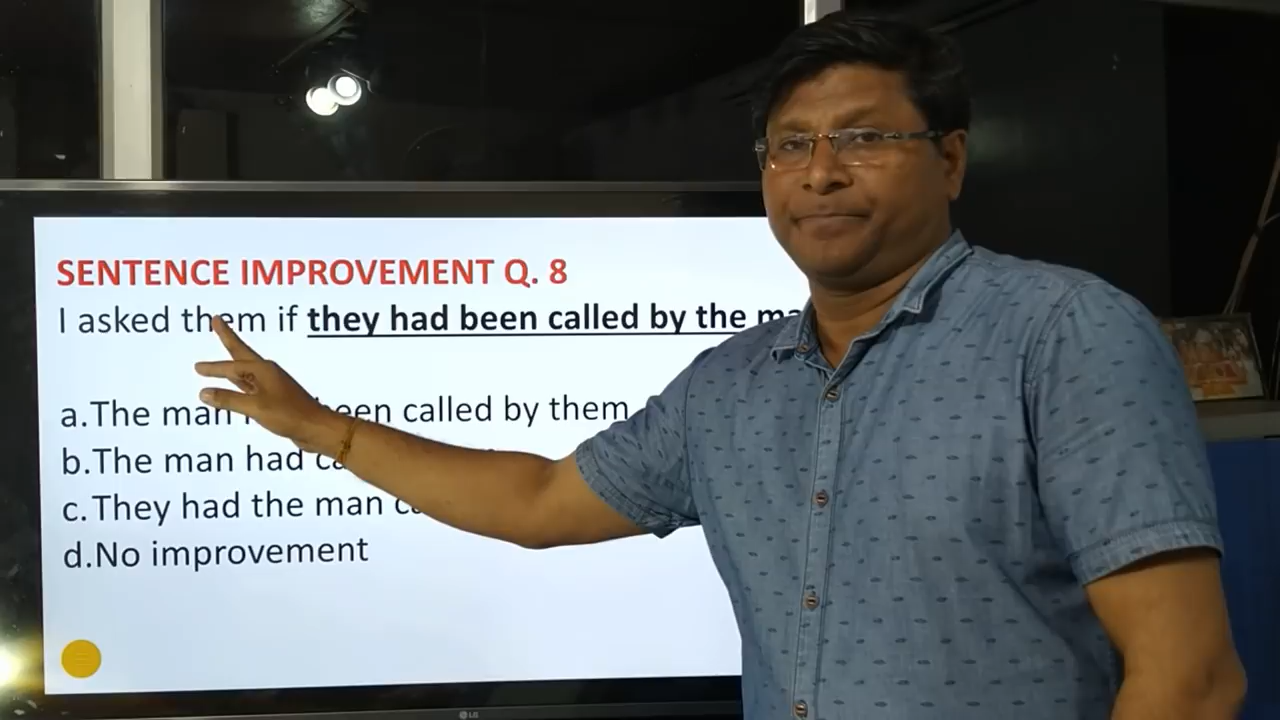 SENTENCE IMPROVEMENT Q. 8
I asked them if they had been called by the
a.The man been called by them
b.The man had
c.They had the man
d.No improvement
LG